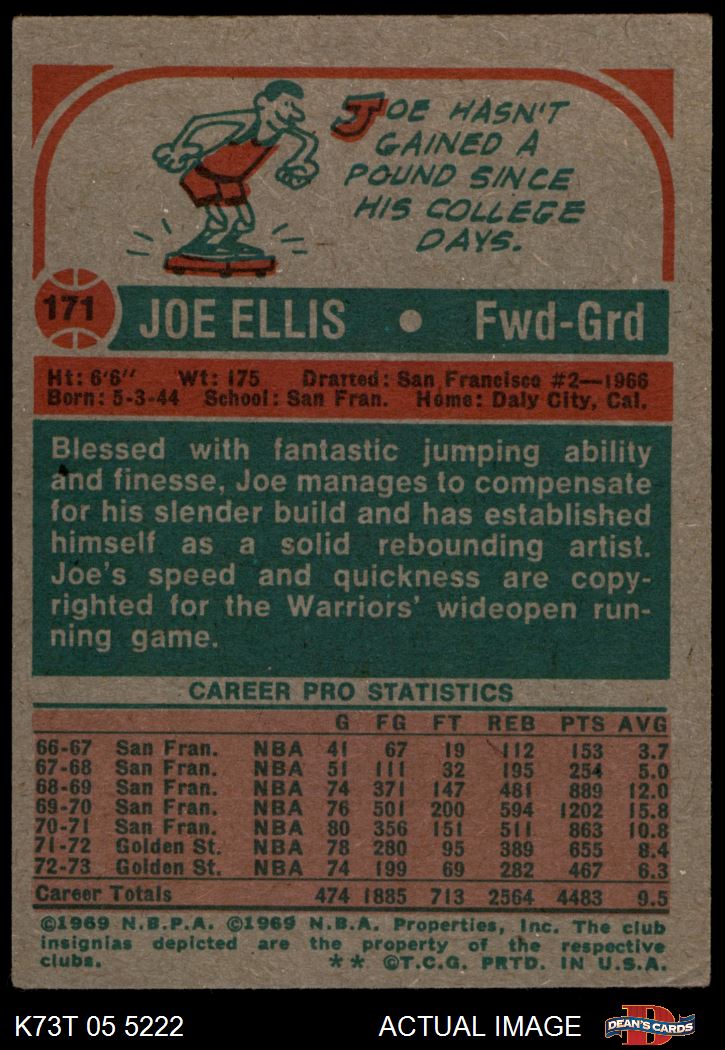 JOE HASN'T
GAINED A
POUND SINCE
HIS COLLEGE
DAYS.
171
JOE ELLIS • Fwd-Grd
Ht: 6'6" Wt: 175 Drafted: San Francisco #2—1966
Born: 5-3-44 School: San Fran. Home: Daly City, Cal.
Blessed with fantastic jumping ability
and finesse, Joe manages to compensate
for his slender build and has established
himself as a solid rebounding artist.
Joe's speed and quickness are copy-
righted for the Warriors' wideopen run-
ning game.
CAREER PRO STATISTICS
G FG FT REB PTS AVG
66-67 San Fran. NBA 41 67 19 112 153 3.7
67-68 San Fran. NBA 51 111 32 195 254 5.0
68-69 San Fran. NBA 74 371 147 481 889 12.0
69-70 San Fran. NBA 76 501 200 594 1202 15.8
70-71 San Fran. NBA 80 356 151 511 863 10.8
71-72 Golden St. NBA 78 280 95 389 655 8.4
72-73 Golden St. NBA 74 199 69 282 467 6.3
Career Totals 474 1885 713 2564 4483 9.5
©1969 N.B.P.A. ©1969 N.B.A. Properties, Inc. The club
insignias depicted are the property of the respective
clubs. ** ©T.C.G. PRTD. IN U.S.A.
K73T 05 5222 ACTUAL IMAGE D DEAN'S CARDS